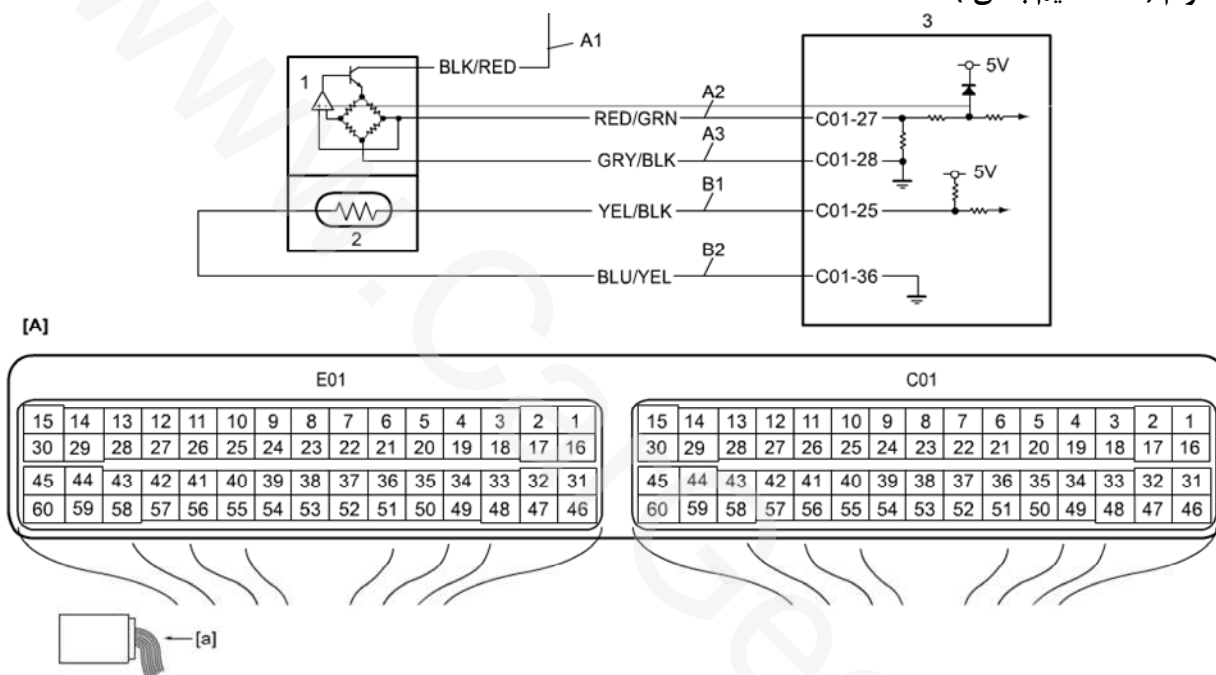 3
A1
BLK/RED
5V
1
A2
RED/GRN
C01-27
A3
GRY/BLK
C01-28
5V
B1
YEL/BLK
C01-25
2
B2
BLU/YEL
C01-36
[A]
E01 C01
15 14 13 12 11 10 9 8 7 6 5 4 3 2 1 15 14 13 12 11 10 9 8 7 6 5 4 3 2 1
30 29 28 27 26 25 24 23 22 21 20 19 18 17 16 30 29 28 27 26 25 24 23 22 21 20 19 18 17 16
45 44 43 42 41 40 39 38 37 36 35 34 33 32 31 45 44 43 42 41 40 39 38 37 36 35 34 33 32 31
60 59 58 57 56 55 54 53 52 51 50 49 48 47 46 60 59 58 57 56 55 54 53 52 51 50 49 48 47 46
[a]